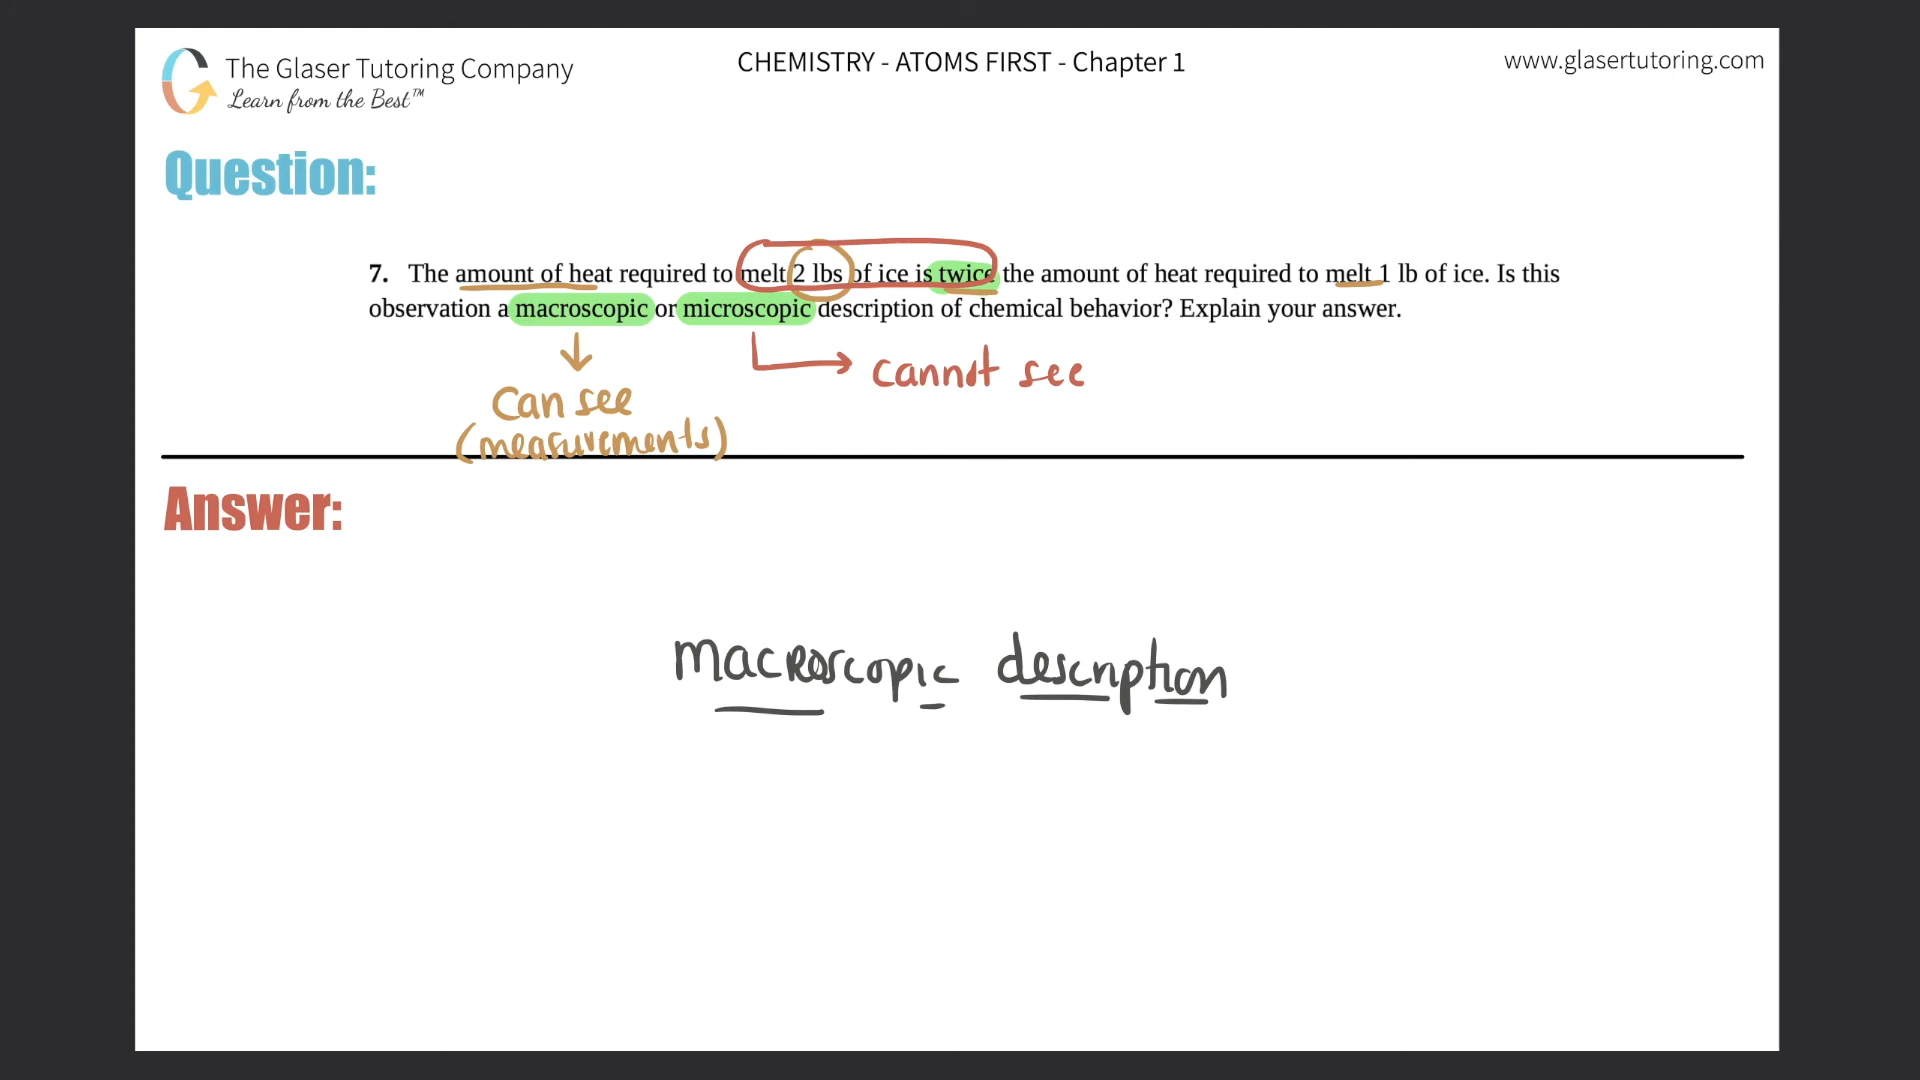 The Glaser Tutoring Company
Learn from the Best™
CHEMISTRY - ATOMS FIRST - Chapter 1
www.glasertutoring.com
Question:
7. The amount of heat required to melt 2 lbs of ice is twice the amount of heat required to melt 1 lb of ice. Is this
observation a macroscopic or microscopic description of chemical behavior? Explain your answer.
cannot see
Can see
(measurements)
Answer:
macroscopic description